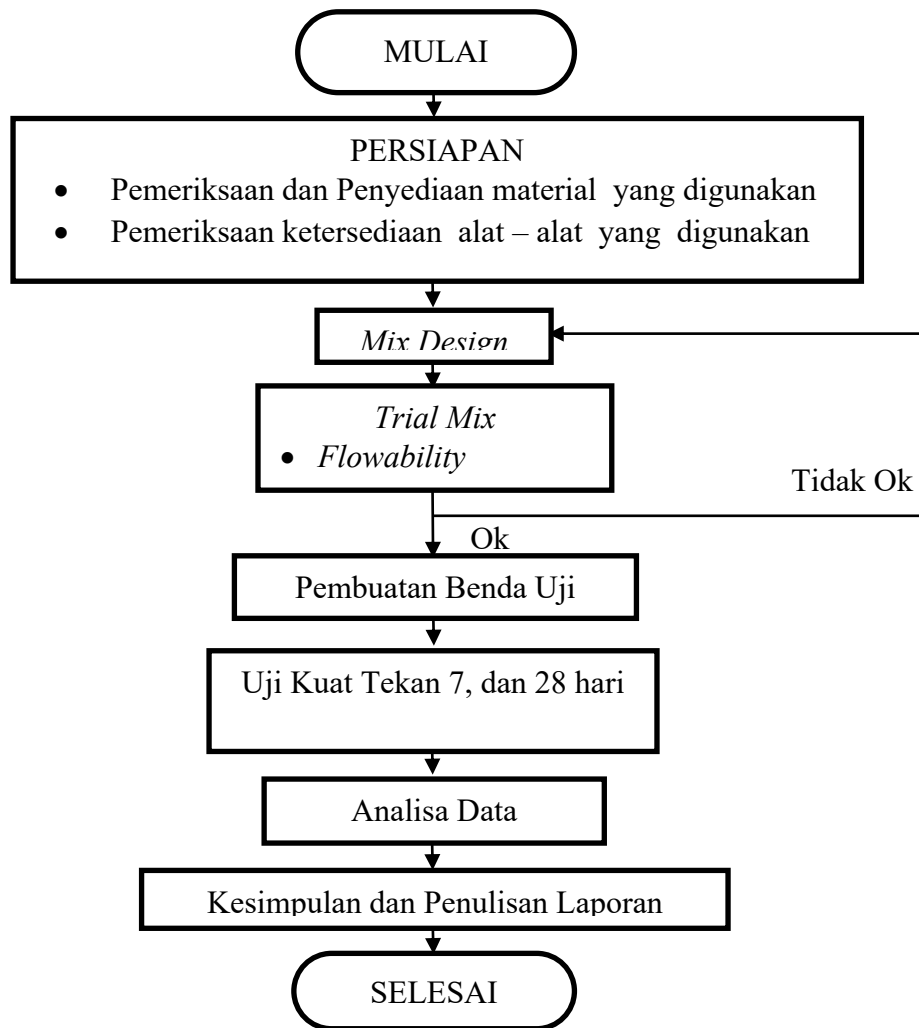 MULAI
PERSIAPAN
• Pemeriksaan dan Penyediaan material yang digunakan
• Pemeriksaan ketersediaan alat – alat yang digunakan
Mix Design
Trial Mix
• Flowability
Tidak Ok
Ok
Pembuatan Benda Uji
Uji Kuat Tekan 7, dan 28 hari
Analisa Data
Kesimpulan dan Penulisan Laporan
SELESAI